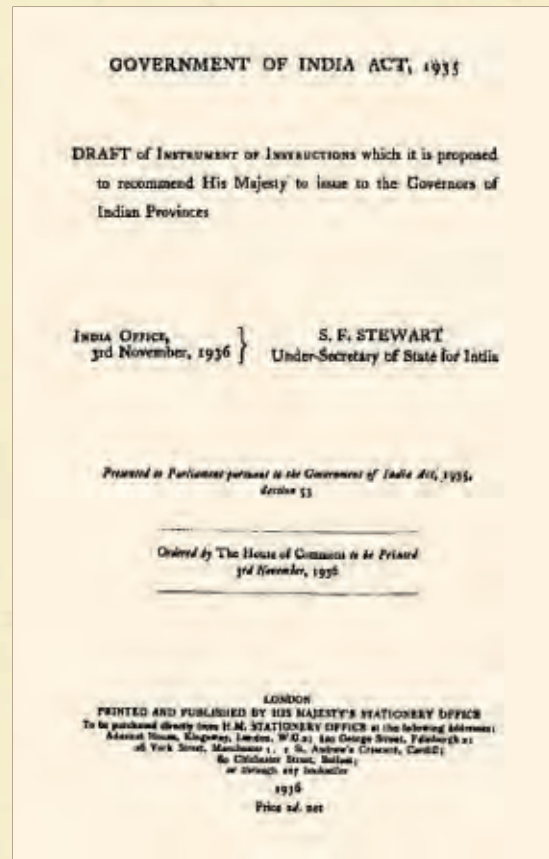 GOVERNMENT OF INDIA ACT, 1935
DRAFT of INSTRUMENT OF INSTRUCTIONS which it is proposed
to recommend His Majesty to issue to the Governors of
Indian Provinces
INDIA OFFICE,
3rd November, 1936 }
S. F. STEWART
Under-Secretary of State for India
Presented to Parliament pursuant to the Government of India Act, 1935,
Section 53
Ordered by The House of Commons to be Printed
3rd November, 1936
LONDON
PRINTED AND PUBLISHED BY HIS MAJESTY'S STATIONERY OFFICE
To be purchased directly from H.M. STATIONERY OFFICE at the following addresses:
Adastral House, Kingsway, London, W.C.2; 120 George Street, Edinburgh 2;
26 York Street, Manchester 1; 1 St. Andrew's Crescent, Cardiff;
80 Chichester Street, Belfast;
or through any bookseller
1936
Price 2d. net